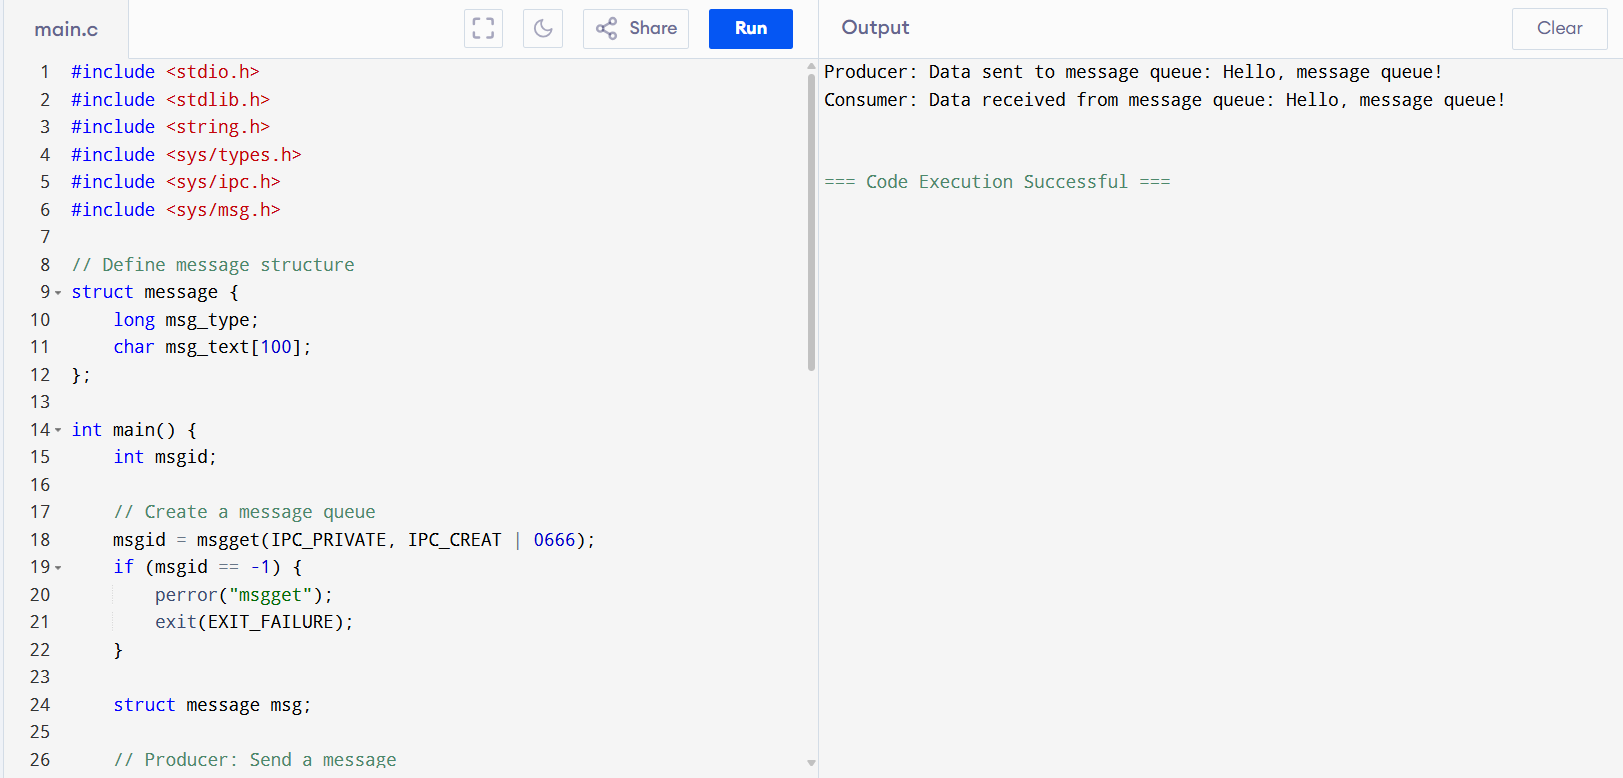 main.c
Share
Run
Output
Clear
1 #include <stdio.h>
2 #include <stdlib.h>
3 #include <string.h>
4 #include <sys/types.h>
5 #include <sys/ipc.h>
6 #include <sys/msg.h>
7
8 // Define message structure
9 struct message {
10     long msg_type;
11     char msg_text[100];
12 };
13
14 int main() {
15     int msgid;
16
17     // Create a message queue
18     msgid = msgget(IPC_PRIVATE, IPC_CREAT | 0666);
19     if (msgid == -1) {
20         perror("msgget");
21         exit(EXIT_FAILURE);
22     }
23
24     struct message msg;
25
26     // Producer: Send a message
Producer: Data sent to message queue: Hello, message queue!
Consumer: Data received from message queue: Hello, message queue!
=== Code Execution Successful ===